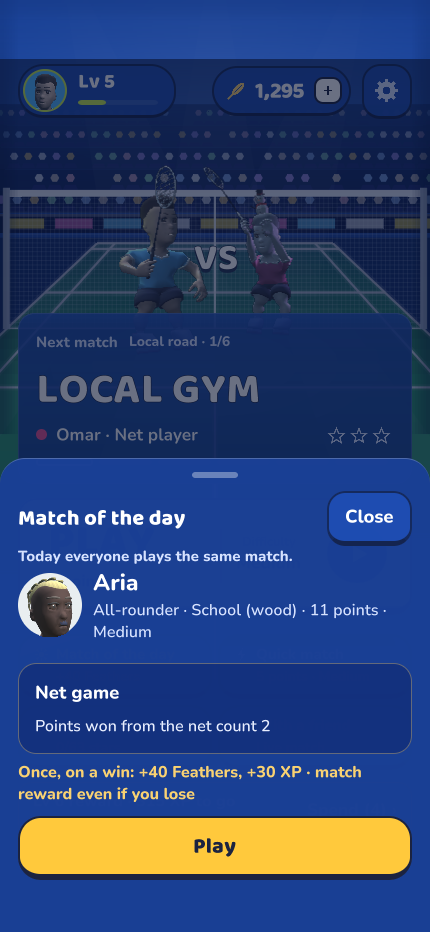 Lv 5
1,295
+
VS
Next match Local road · 1/6
LOCAL GYM
Omar · Net player
Match of the day
Close
Today everyone plays the same match.
Aria
All-rounder · School (wood) · 11 points ·
Medium
Net game
Points won from the net count 2
Once, on a win: +40 Feathers, +30 XP · match
reward even if you lose
Play